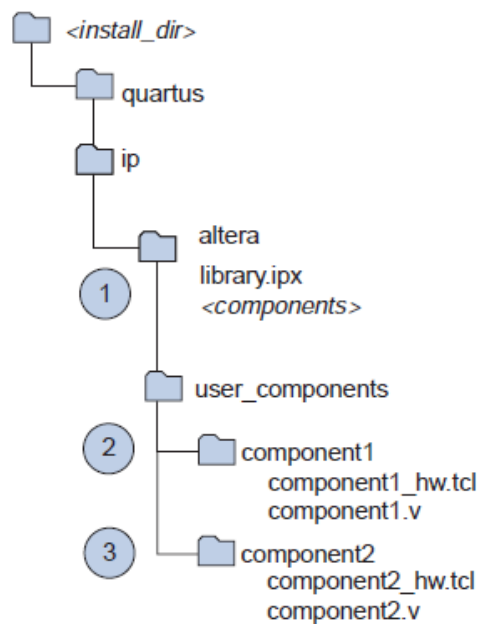 <install_dir>
quartus
ip
altera
library.ipx
<components>
1
user_components
2
component1
component1_hw.tcl
component1.v
3
component2
component2_hw.tcl
component2.v